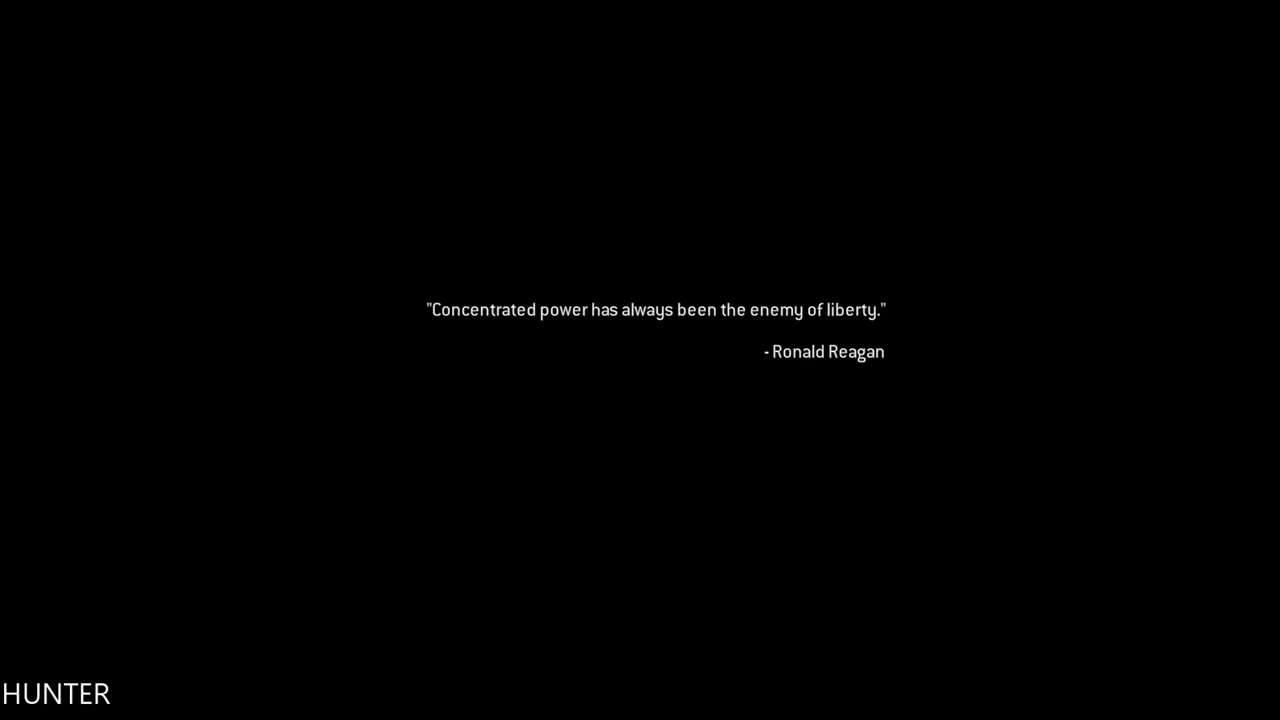 "Concentrated power has always been the enemy of liberty."
- Ronald Reagan
HUNTER